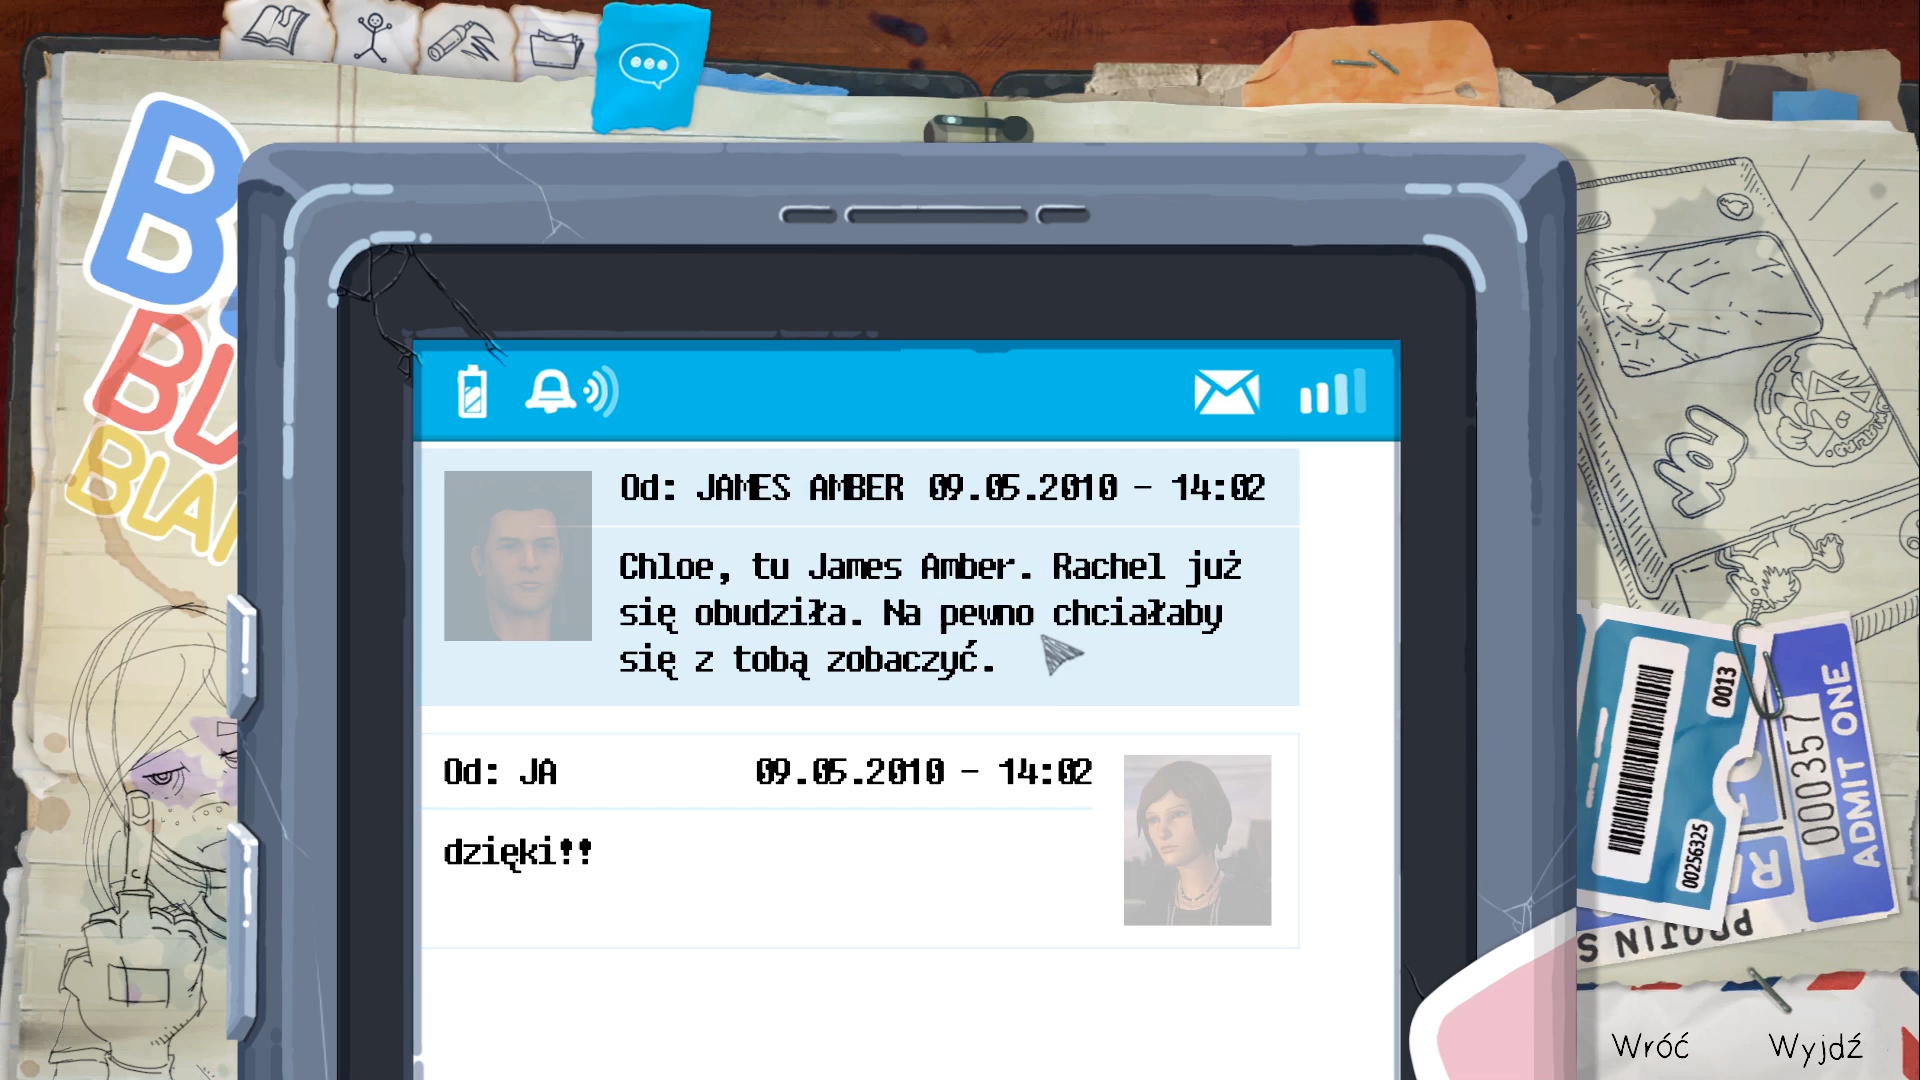 Od: JAMES AMBER 09.05.2010 - 14:02
Chloe, tu James Amber. Rachel już
się obudziła. Na pewno chciałaby
się z tobą zobaczyć.
Od: JA 09.05.2010 - 14:02
dzięki!!
0013
00256325
000357
ADMIT ONE
Wróć
Wyjdź